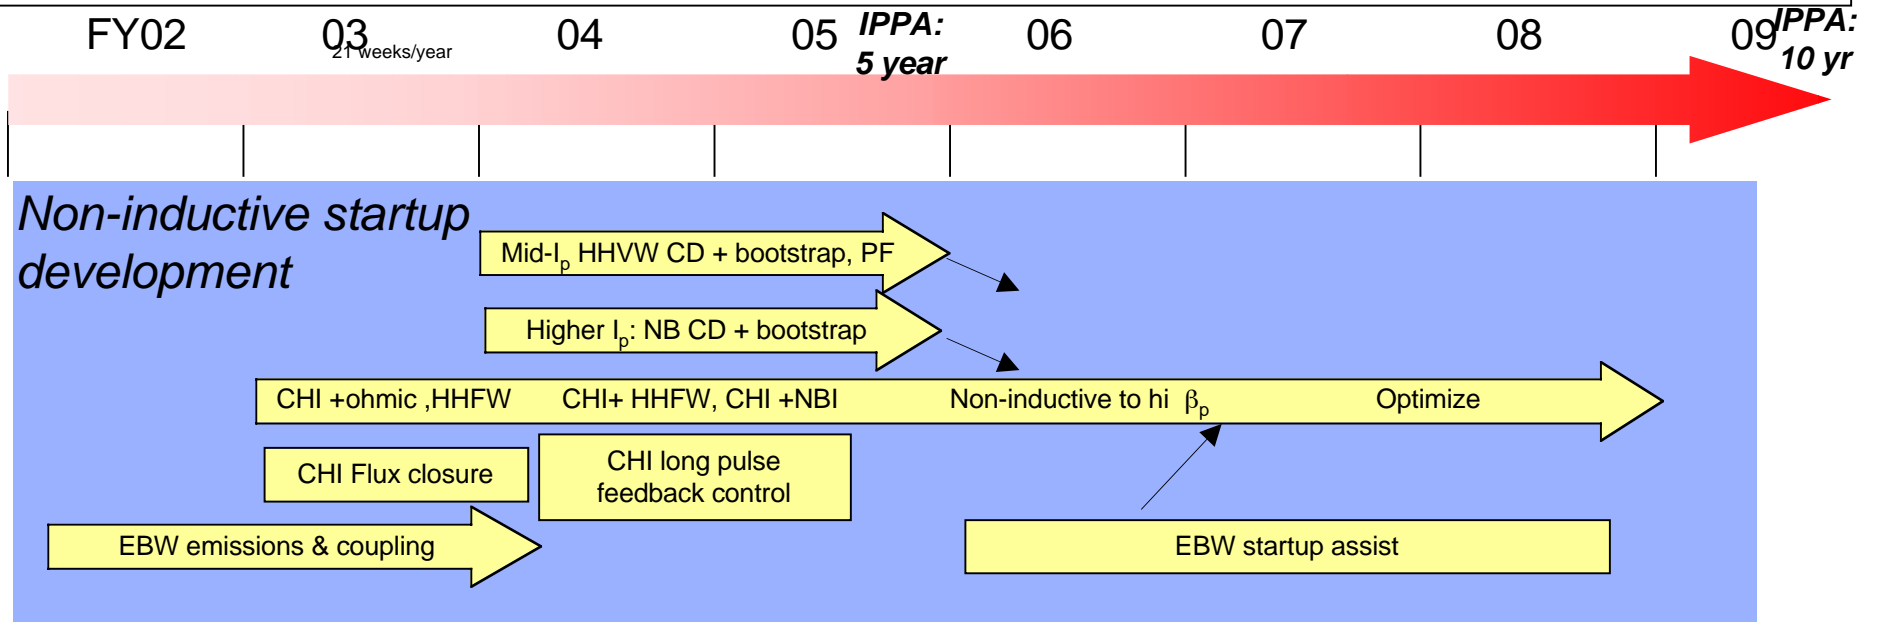 FY02 03 04 05 IPPA: 06 07 08 09 IPPA:
21 weeks/year 5 year 10 yr
Non-inductive startup
development
Mid-Ip HHVW CD + bootstrap, PF
Higher Ip: NB CD + bootstrap
CHI +ohmic ,HHFW CHI+ HHFW, CHI +NBI Non-inductive to hi βp Optimize
CHI Flux closure
CHI long pulse
feedback control
EBW emissions & coupling
EBW startup assist